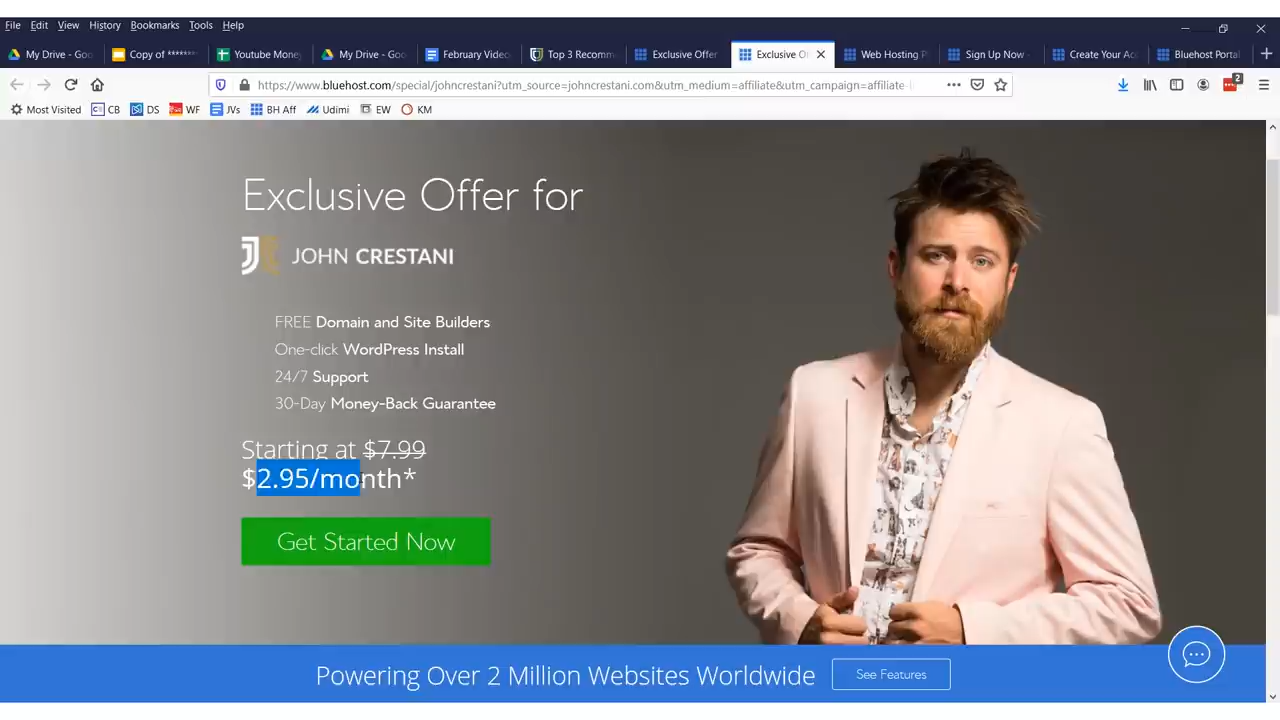 File Edit View History Bookmarks Tools Help
My Drive - Goo
Copy of *******
Youtube Mone
My Drive - Goo
February Video
Top 3 Recomm
Exclusive Offer
Exclusive O
Web Hosting P
Sign Up Now
Create Your Acc
Bluehost Portal
https://www.bluehost.com/special/johncrestani?utm_source=johncrestani.com&utm_medium=affiliate&utm_campaign=affiliate-
2
Most Visited CB DS WF JVs BH Aff Udimi EW KM
Exclusive Offer for
JOHN CRESTANI
FREE Domain and Site Builders
One-click WordPress Install
24/7 Support
30-Day Money-Back Guarantee
Starting at $7.99
$2.95/month*
Get Started Now
Powering Over 2 Million Websites Worldwide
See Features